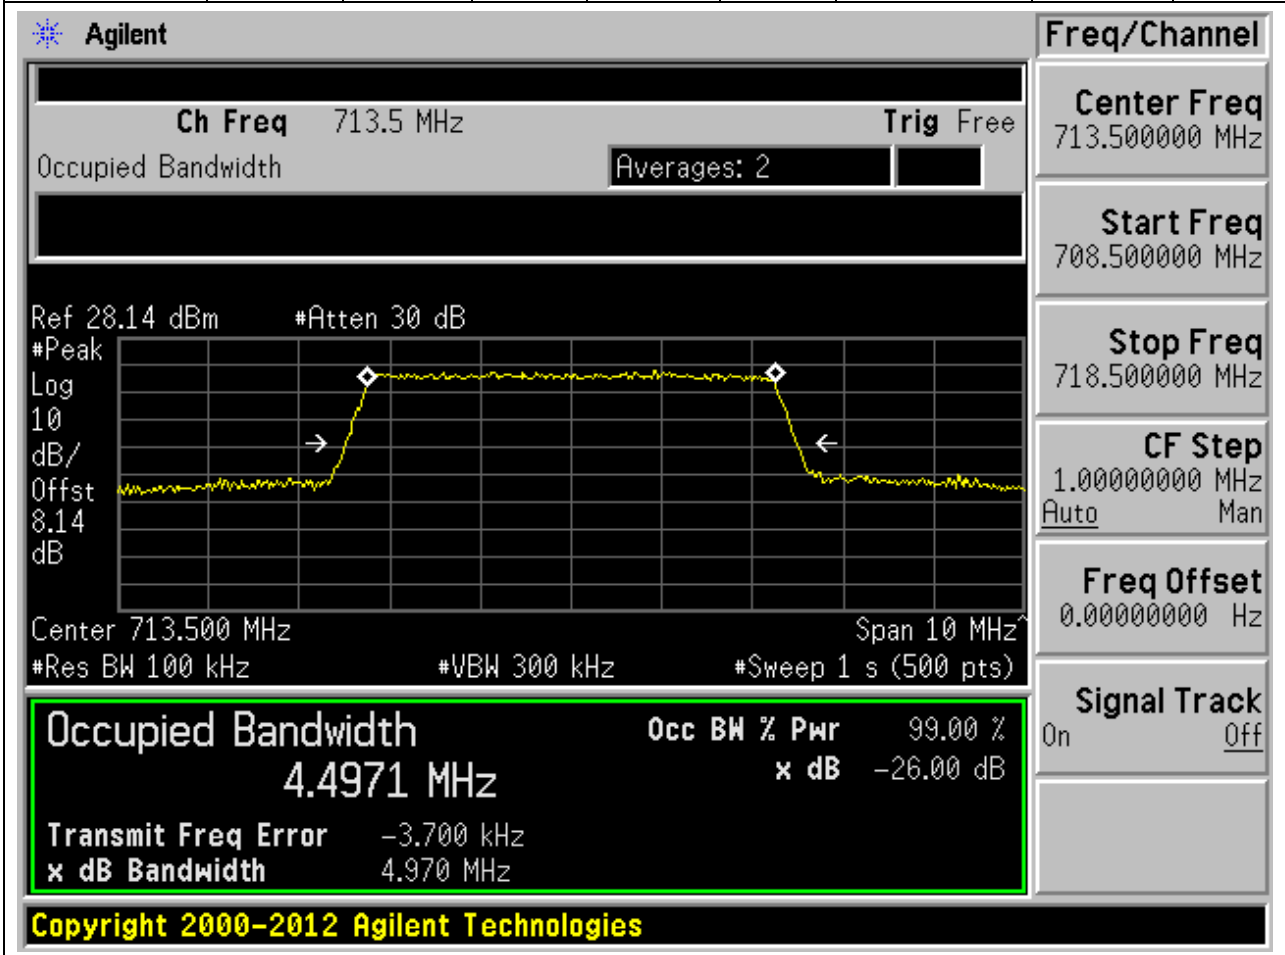 Agilent
Freq/Channel
Ch Freq 713.5 MHz Trig Free
Occupied Bandwidth Averages: 2
Center Freq
713.500000 MHz
Start Freq
708.500000 MHz
Stop Freq
718.500000 MHz
CF Step
1.00000000 MHz
Auto Man
Freq Offset
0.00000000 Hz
Signal Track
On Off
Ref 28.14 dBm #Atten 30 dB
#Peak
Log
10
dB/
Offst
8.14
dB
Center 713.500 MHz Span 10 MHz^
#Res BW 100 kHz #VBW 300 kHz #Sweep 1 s (500 pts)
Occupied Bandwidth Occ BW % Pwr 99.00 %
4.4971 MHz x dB -26.00 dB
Transmit Freq Error -3.700 kHz
x dB Bandwidth 4.970 MHz
Copyright 2000-2012 Agilent Technologies